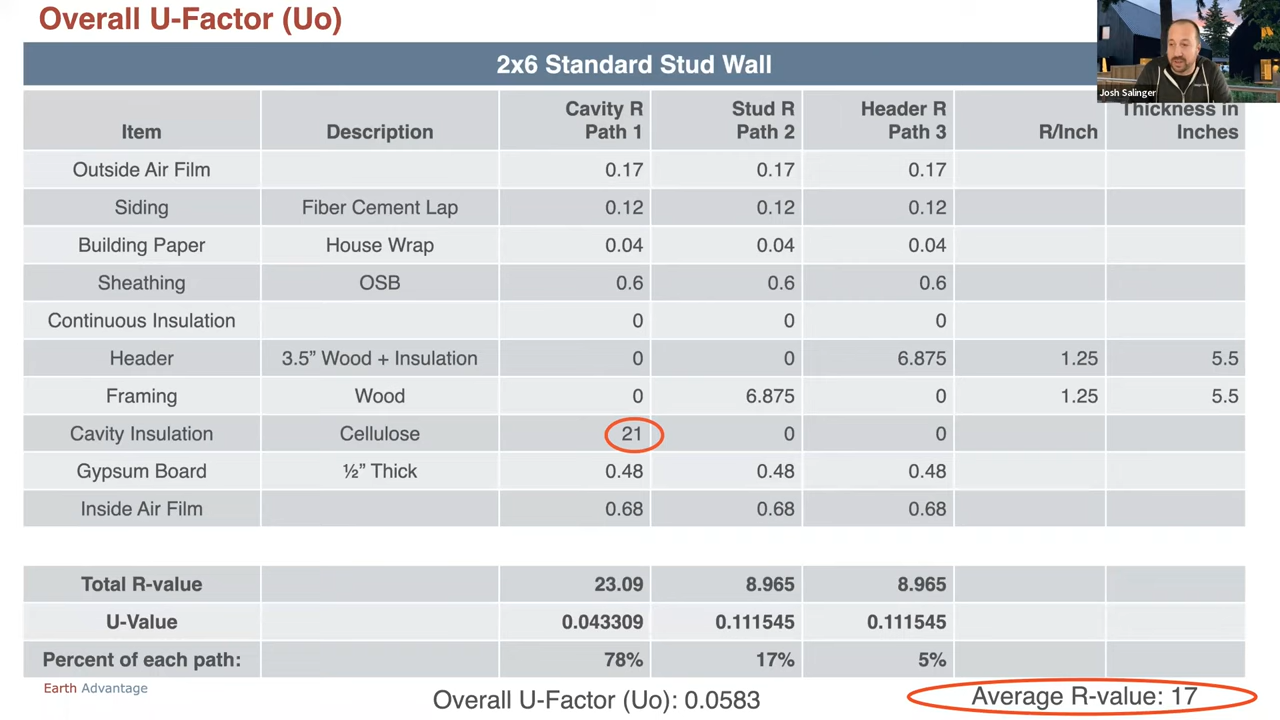 Overall U-Factor (Uo)
Josh Salinger
2x6 Standard Stud Wall
Item Description Cavity R Path 1 Stud R Path 2 Header R Path 3 R/Inch Thickness in Inches
Outside Air Film 0.17 0.17 0.17
Siding Fiber Cement Lap 0.12 0.12 0.12
Building Paper House Wrap 0.04 0.04 0.04
Sheathing OSB 0.6 0.6 0.6
Continuous Insulation 0 0 0
Header 3.5” Wood + Insulation 0 0 6.875 1.25 5.5
Framing Wood 0 6.875 0 1.25 5.5
Cavity Insulation Cellulose 21 0 0
Gypsum Board ½” Thick 0.48 0.48 0.48
Inside Air Film 0.68 0.68 0.68
Total R-value 23.09 8.965 8.965
U-Value 0.043309 0.111545 0.111545
Percent of each path: 78% 17% 5%
Earth Advantage
Overall U-Factor (Uo): 0.0583
Average R-value: 17